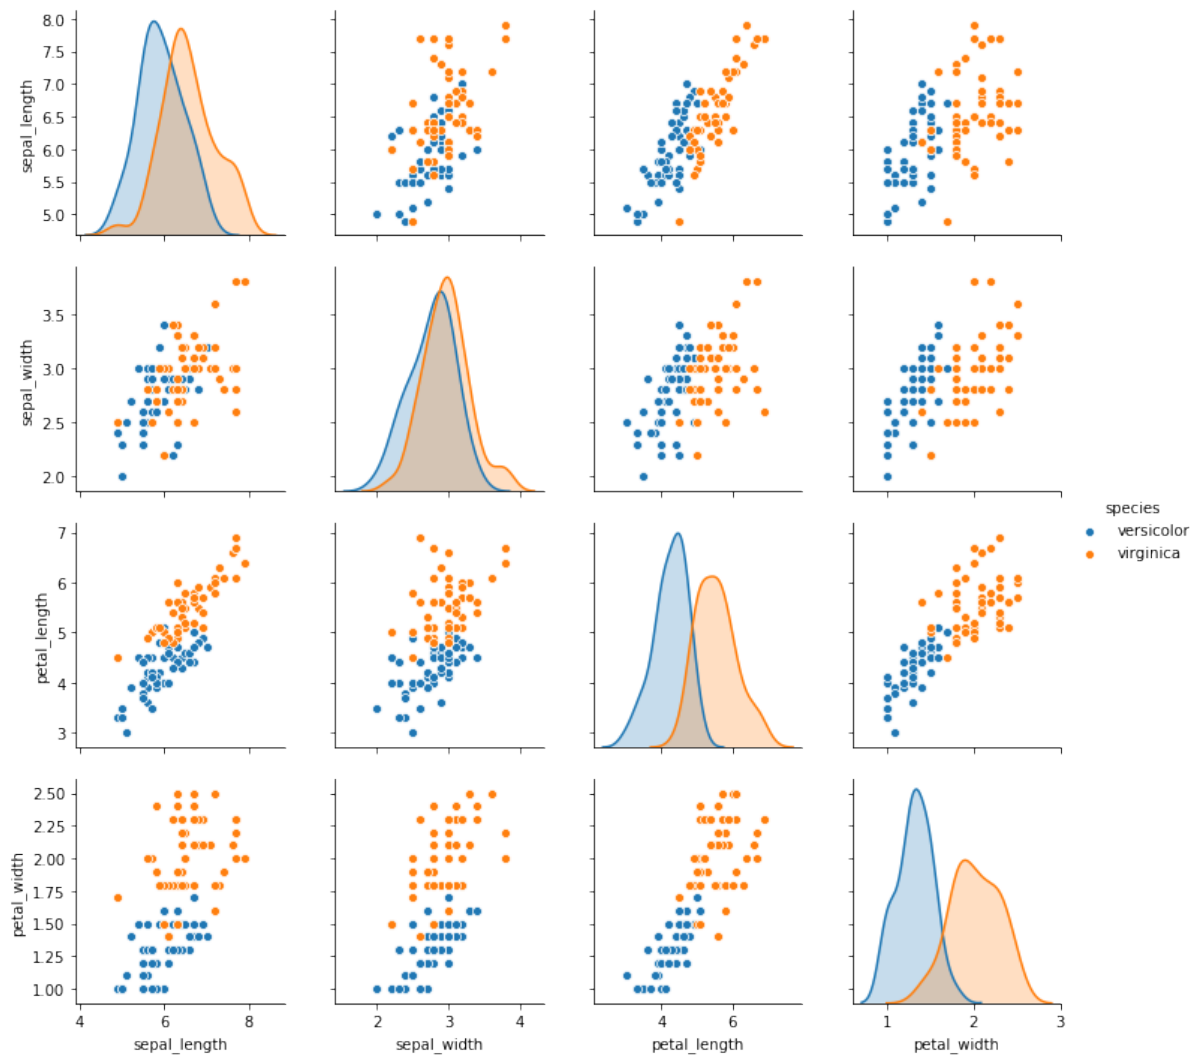 8.0
7.5
7.0
6.5
6.0
5.5
5.0
sepal_length
3.5
3.0
2.5
2.0
sepal_width
species
versicolor
virginica
7
6
5
4
3
petal_length
2.50
2.25
2.00
1.75
1.50
1.25
1.00
petal_width
4 6 8 2 3 4 4 6 1 2 3
sepal_length sepal_width petal_length petal_width